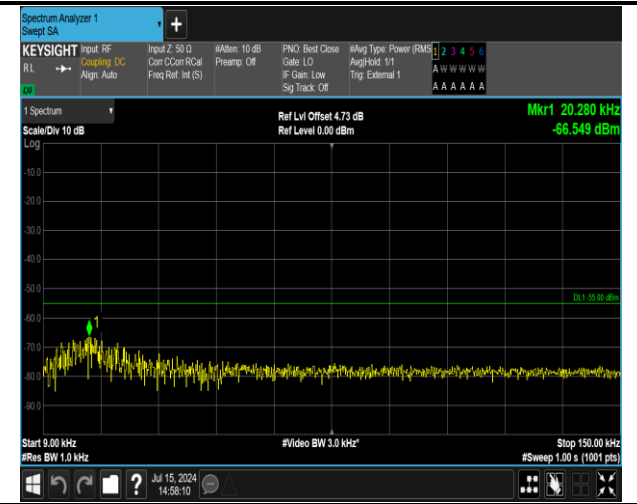 Spectrum Analyzer 1
Swept SA
+
KEYSIGHT Input: RF Input Z: 50 Ω #Atten: 10 dB PNO: Best Close #Avg Type: Power (RMS 1 2 3 4 5 6
RL Coupling: DC Corr CCorr RCal Preamp: Off Gate: LO Avg|Hold: 1/1 A W W W W W
Align: Auto Freq Ref: Int (S) IF Gain: Low Trig: External 1
Sig Track: Off A A A A A A
1 Spectrum Ref Lvl Offset 4.73 dB Mkr1 20.280 kHz
Scale/Div 10 dB Ref Level 0.00 dBm -66.549 dBm
Log
-10.0
-20.0
-30.0
-40.0
-50.0
DL1 -55.00 dBm
-60.0
1
-70.0
-80.0
-90.0
Start 9.00 kHz #Video BW 3.0 kHz* Stop 150.00 kHz
#Res BW 1.0 kHz #Sweep 1.00 s (1001 pts)
? Jul 15, 2024
14:58:10